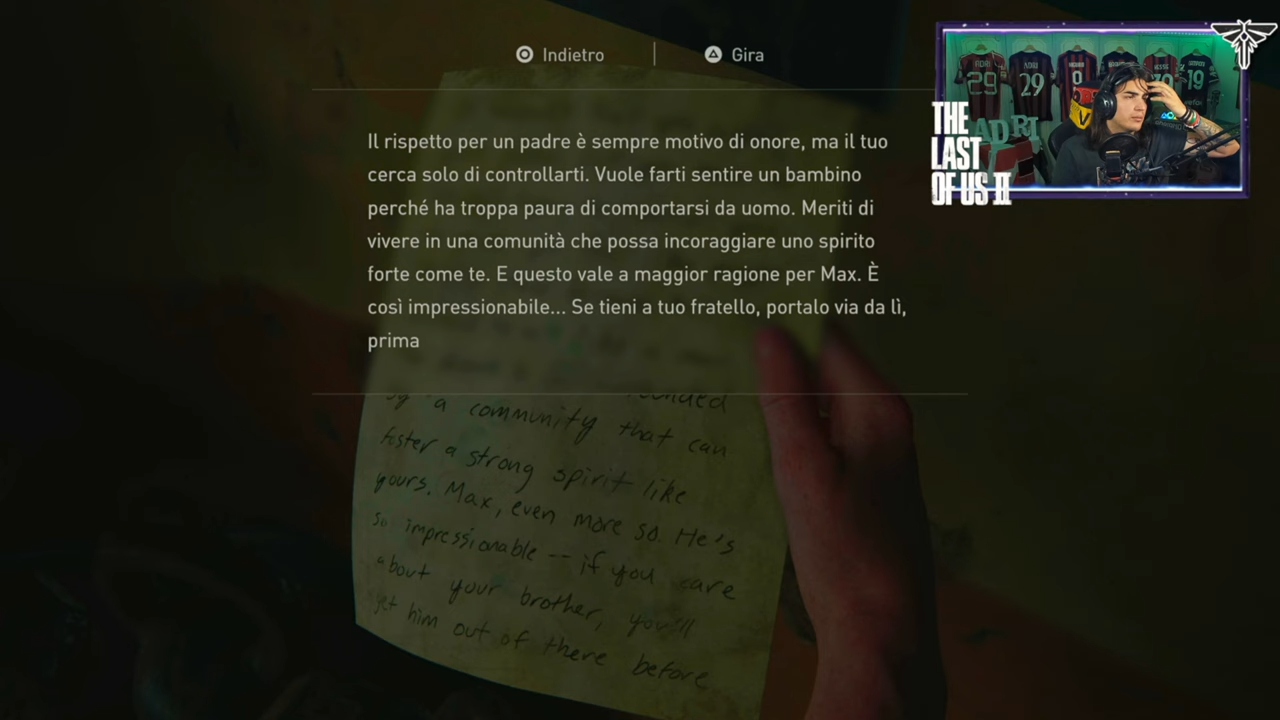 Indietro
Gira
Il rispetto per un padre è sempre motivo di onore, ma il tuo
cerca solo di controllarti. Vuole farti sentire un bambino
perché ha troppa paura di comportarsi da uomo. Meriti di
vivere in una comunità che possa incoraggiare uno spirito
forte come te. E questo vale a maggior ragione per Max. È
così impressionabile... Se tieni a tuo fratello, portalo via da lì,
prima
a community that can
foster a strong spirit like
yours. Max, even more so. He's
so impressionable -- if you care
about your brother, you'll
get him out of there before
THE
LAST
OF US II
ADRI
29
29
0
19